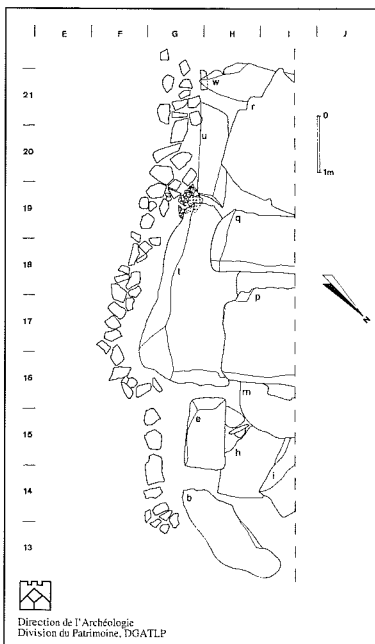 E F G H I J
21
20
19
18
17
16
15
14
13
w
r
u
q
t
p
m
e
h
i
b
0
1m
N
Direction de l'Archéologie
Division du Patrimoine, DGATLP